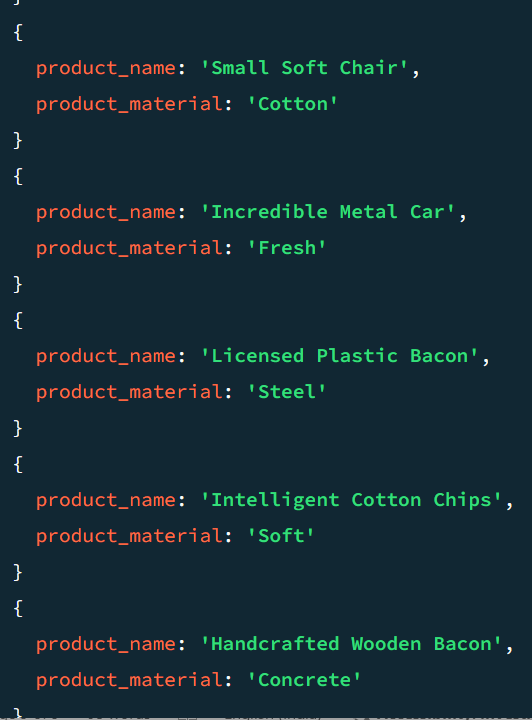 }
{
product_name: 'Small Soft Chair',
product_material: 'Cotton'
}
{
product_name: 'Incredible Metal Car',
product_material: 'Fresh'
}
{
product_name: 'Licensed Plastic Bacon',
product_material: 'Steel'
}
{
product_name: 'Intelligent Cotton Chips',
product_material: 'Soft'
}
{
product_name: 'Handcrafted Wooden Bacon',
product_material: 'Concrete'
}